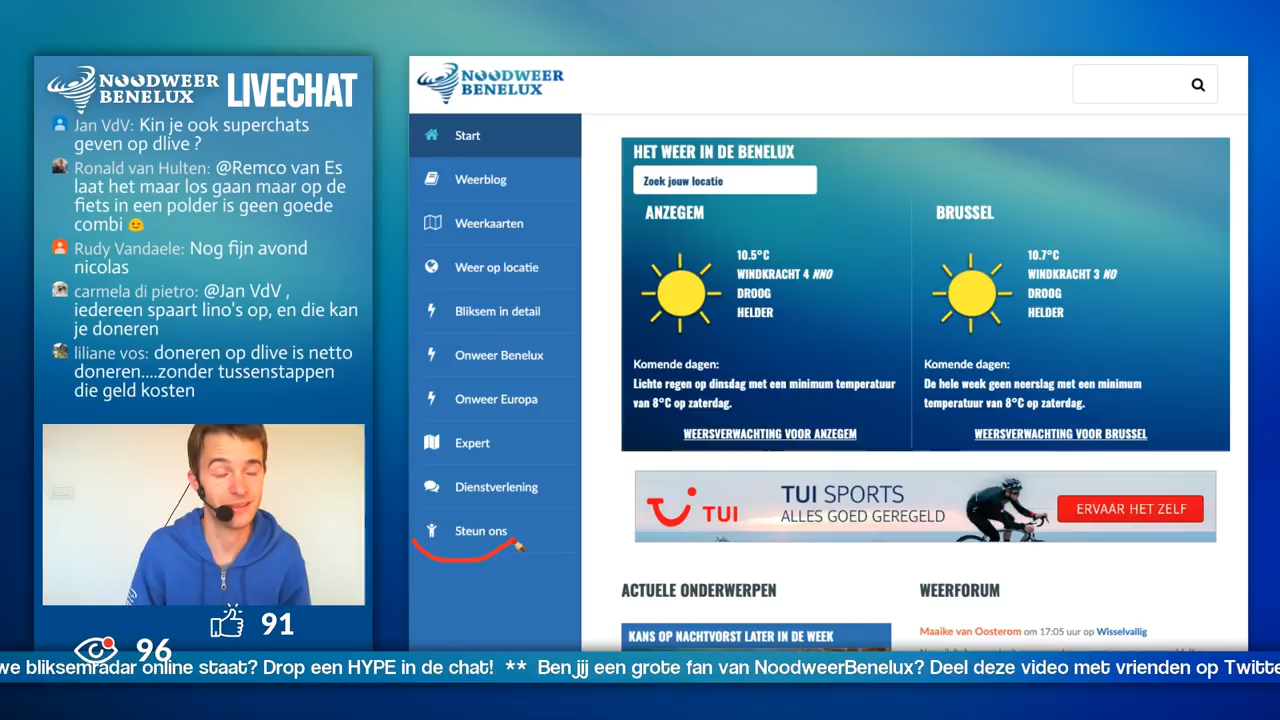 NOODWEER
BENELUX
LIVECHAT
Jan VdV: Kin je ook superchats
geven op dlive ?
Ronald van Hulten: @Remco van Es
laat het maar los gaan maar op de
fiets in een polder is geen goede
combi
Rudy Vandaele: Nog fijn avond
nicolas
carmela di pietro: @Jan VdV ,
iedereen spaart lino's op, en die kan
je doneren
liliane vos: doneren op dlive is netto
doneren....zonder tussenstappen
die geld kosten
91
96
NOODWEER
BENELUX
Start
Weerblog
Weerkaarten
Weer op locatie
Bliksem in detail
Onweer Benelux
Onweer Europa
Expert
Dienstverlening
Steun ons
HET WEER IN DE BENELUX
Zoek jouw locatie
ANZEGEM
10.5°C
WINDKRACHT 4 NNO
DROOG
HELDER
Komende dagen:
Lichte regen op dinsdag met een minimum temperatuur
van 8°C op zaterdag.
WEERSVERWACHTING VOOR ANZEGEM
BRUSSEL
10.7°C
WINDKRACHT 3 NO
DROOG
HELDER
Komende dagen:
De hele week geen neerslag met een minimum
temperatuur van 8°C op zaterdag.
WEERSVERWACHTING VOOR BRUSSEL
TUI
TUI SPORTS
ALLES GOED GEREGELD
ERVAAR HET ZELF
ACTUELE ONDERWERPEN
KANS OP NACHTVORST LATER IN DE WEEK
WEERFORUM
Maaike van Oosterom om 17:05 uur op Wisselvallig
we bliksemradar online staat? Drop een HYPE in de chat! ** Ben jij een grote fan van NoodweerBenelux? Deel deze video met vrienden op Twitte